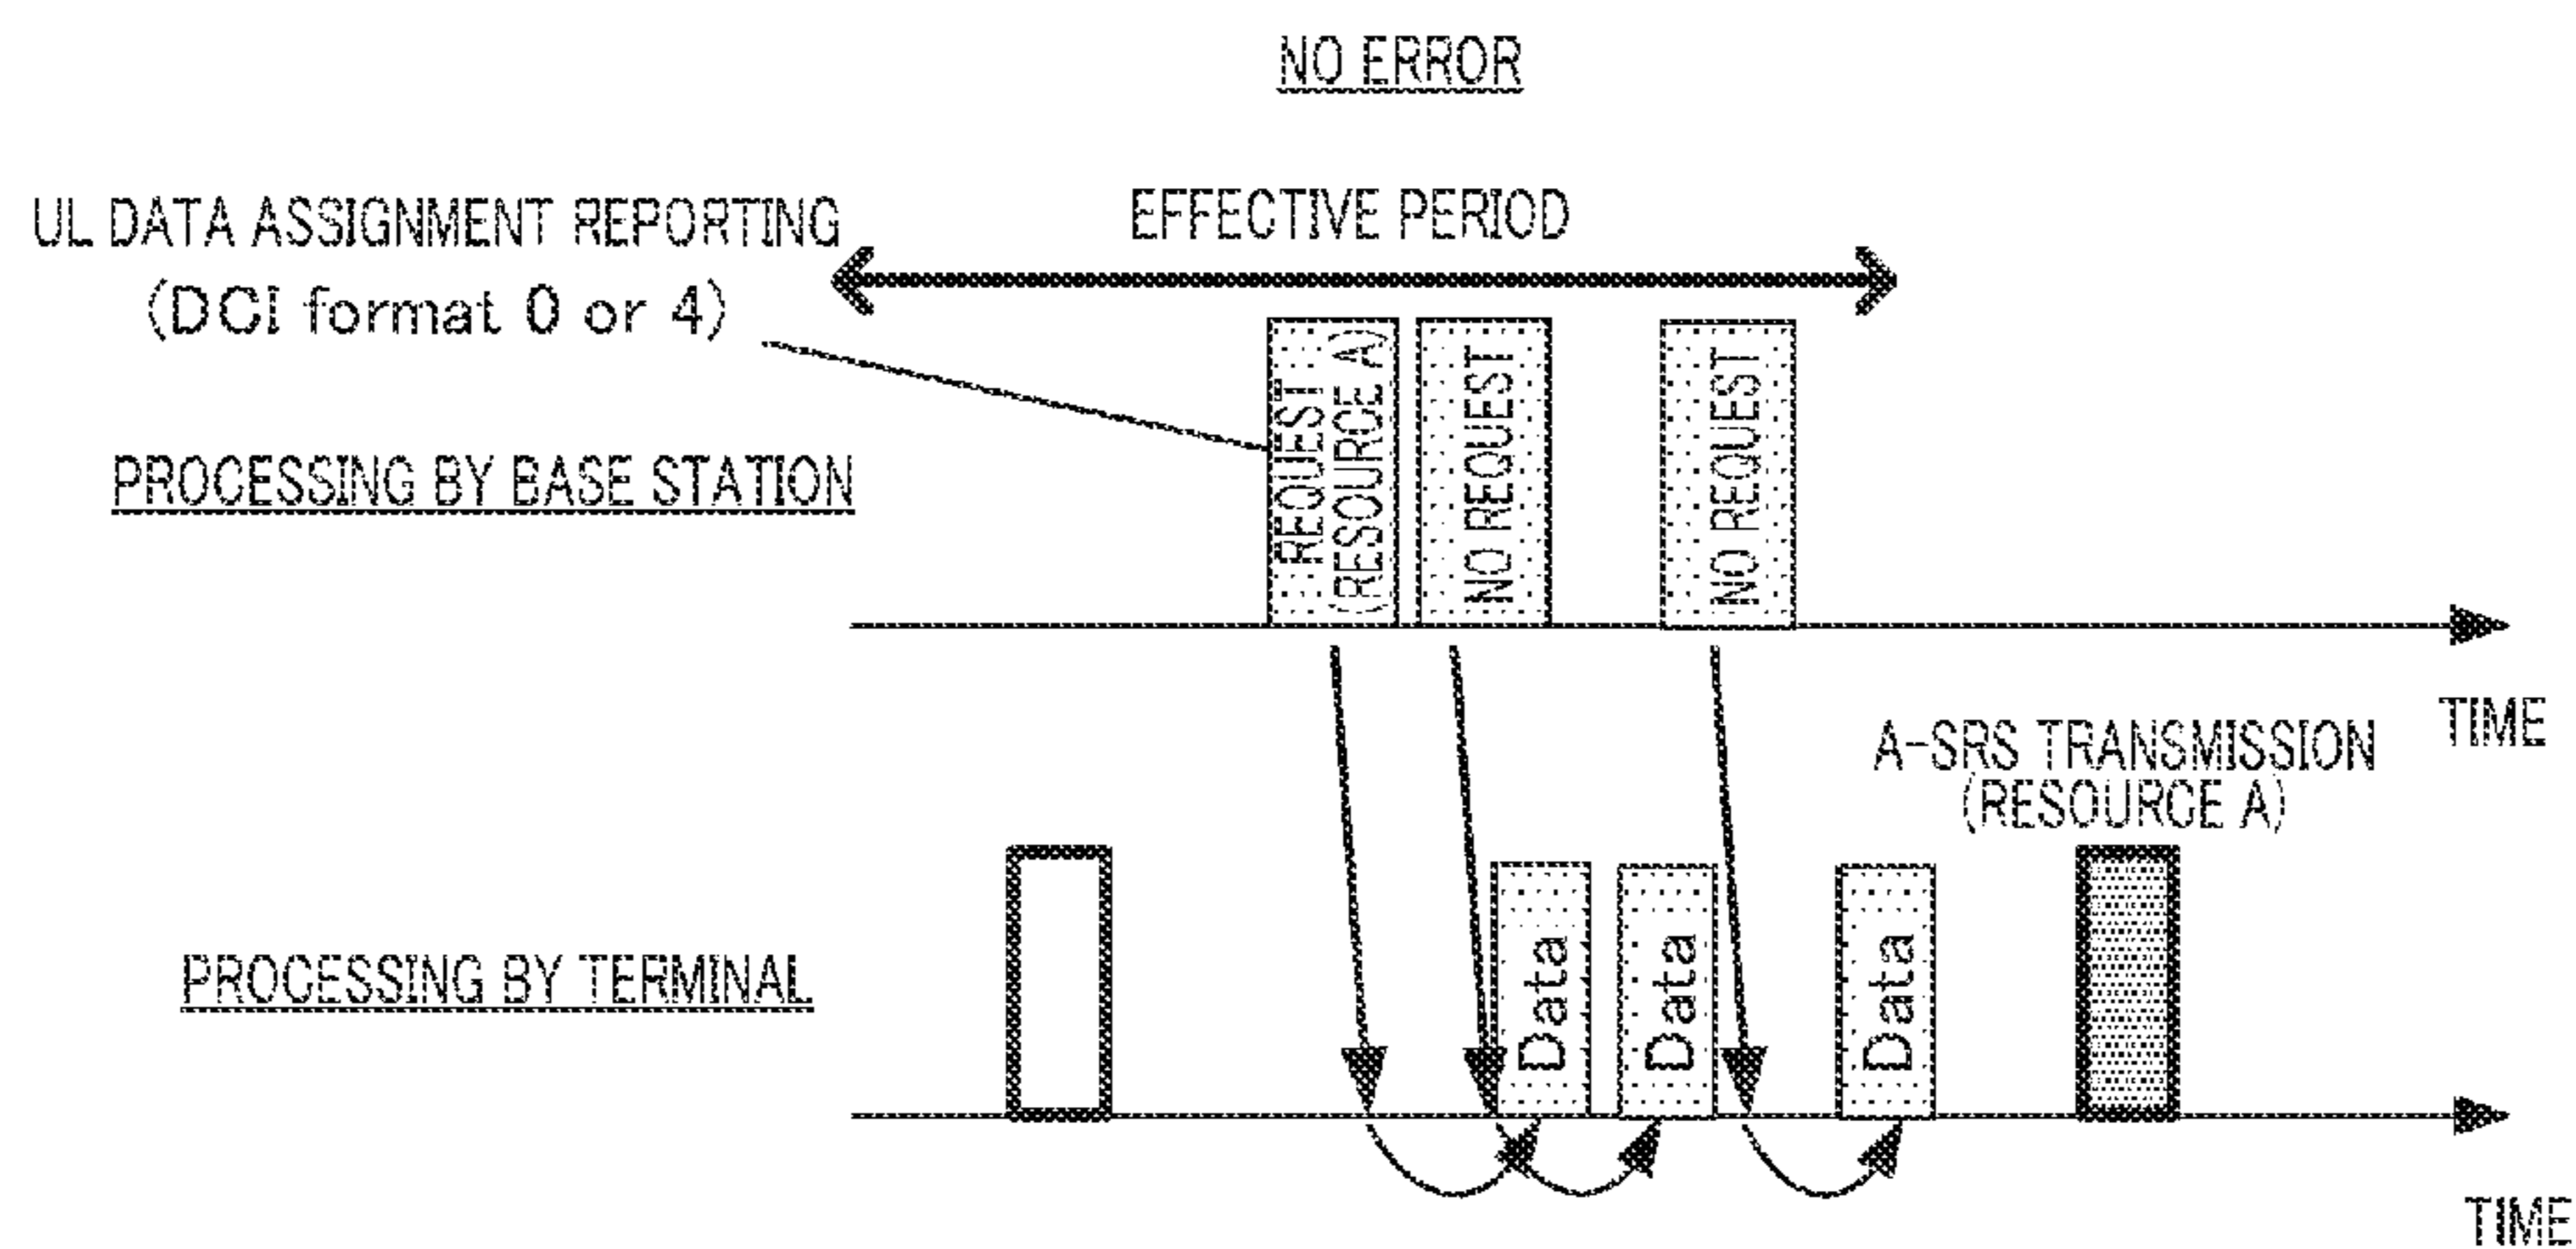 NO ERROR
UL DATA ASSIGNMENT REPORTING
(DCI format 0 or 4)
EFFECTIVE PERIOD
PROCESSING BY BASE STATION
REQUEST
(RESOURCE A)
NO REQUEST
NO REQUEST
TIME
A-SRS TRANSMISSION
(RESOURCE A)
PROCESSING BY TERMINAL
Data
Data
Data
TIME